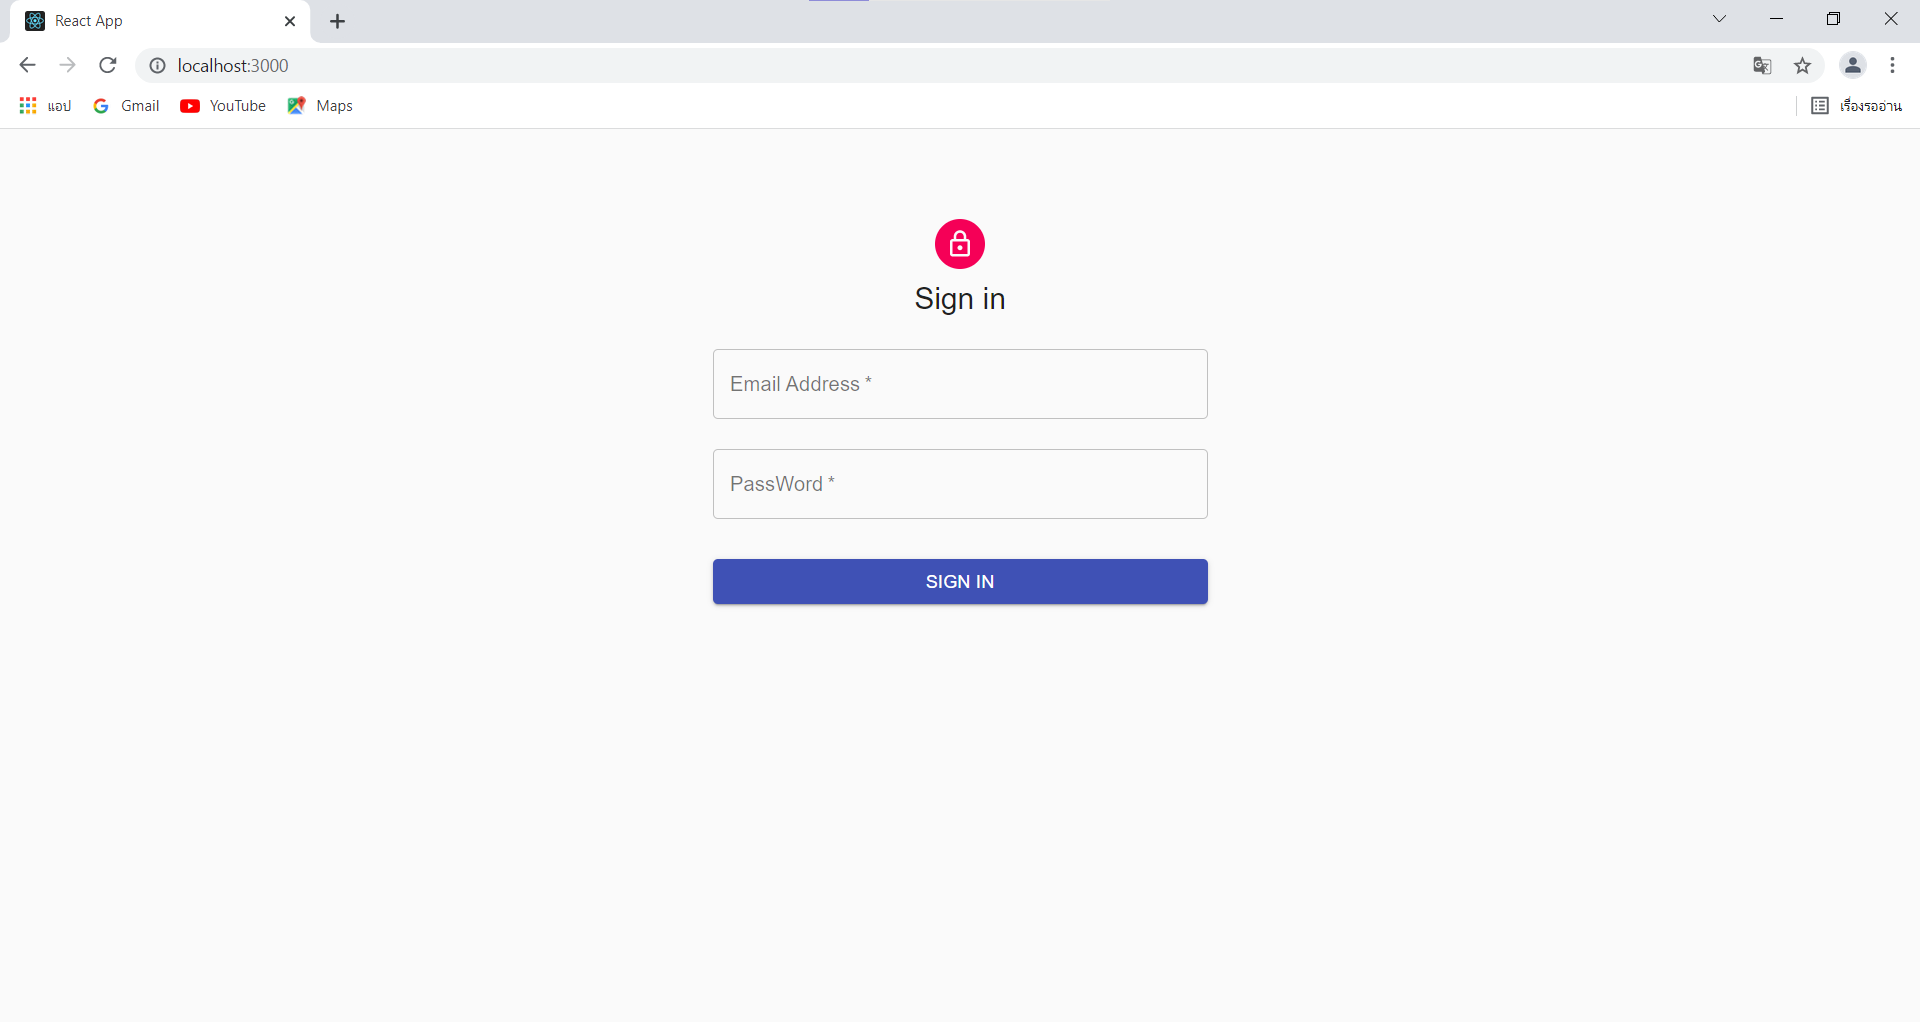 React App
localhost:3000
แอป Gmail YouTube Maps เรื่องรออ่าน
Sign in
Email Address *
PassWord *
SIGN IN